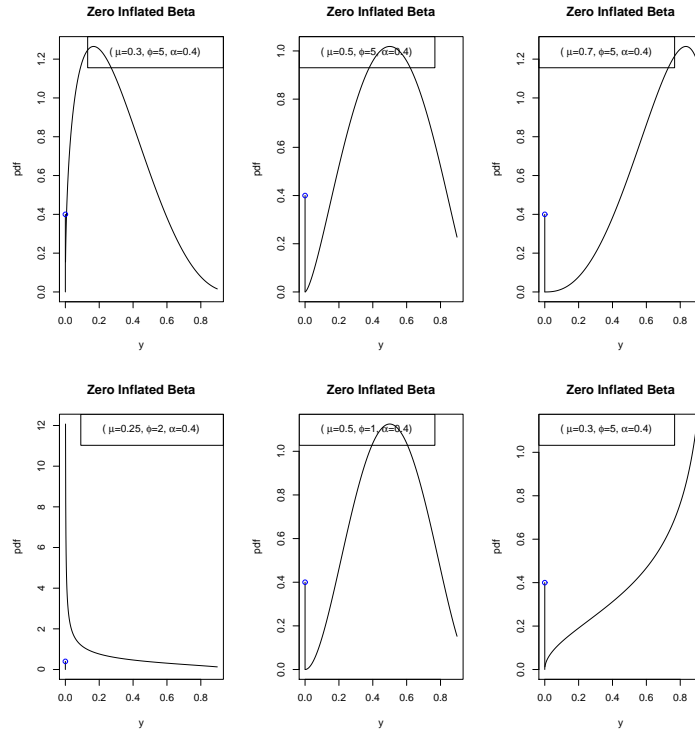 Zero Inflated Beta
( μ=0.3, ϕ=5, α=0.4)
pdf
0.0 0.2 0.4 0.6 0.8 1.0 1.2
0.0 0.2 0.4 0.6 0.8
y
Zero Inflated Beta
( μ=0.5, ϕ=5, α=0.4)
pdf
0.0 0.2 0.4 0.6 0.8 1.0
0.0 0.2 0.4 0.6 0.8
y
Zero Inflated Beta
( μ=0.7, ϕ=5, α=0.4)
pdf
0.0 0.2 0.4 0.6 0.8 1.0 1.2
0.0 0.2 0.4 0.6 0.8
y
Zero Inflated Beta
( μ=0.25, ϕ=2, α=0.4)
pdf
0 2 4 6 8 10 12
0.0 0.2 0.4 0.6 0.8
y
Zero Inflated Beta
( μ=0.5, ϕ=1, α=0.4)
pdf
0.0 0.2 0.4 0.6 0.8 1.0
0.0 0.2 0.4 0.6 0.8
y
Zero Inflated Beta
( μ=0.3, ϕ=5, α=0.4)
pdf
0.0 0.2 0.4 0.6 0.8 1.0
0.0 0.2 0.4 0.6 0.8
y